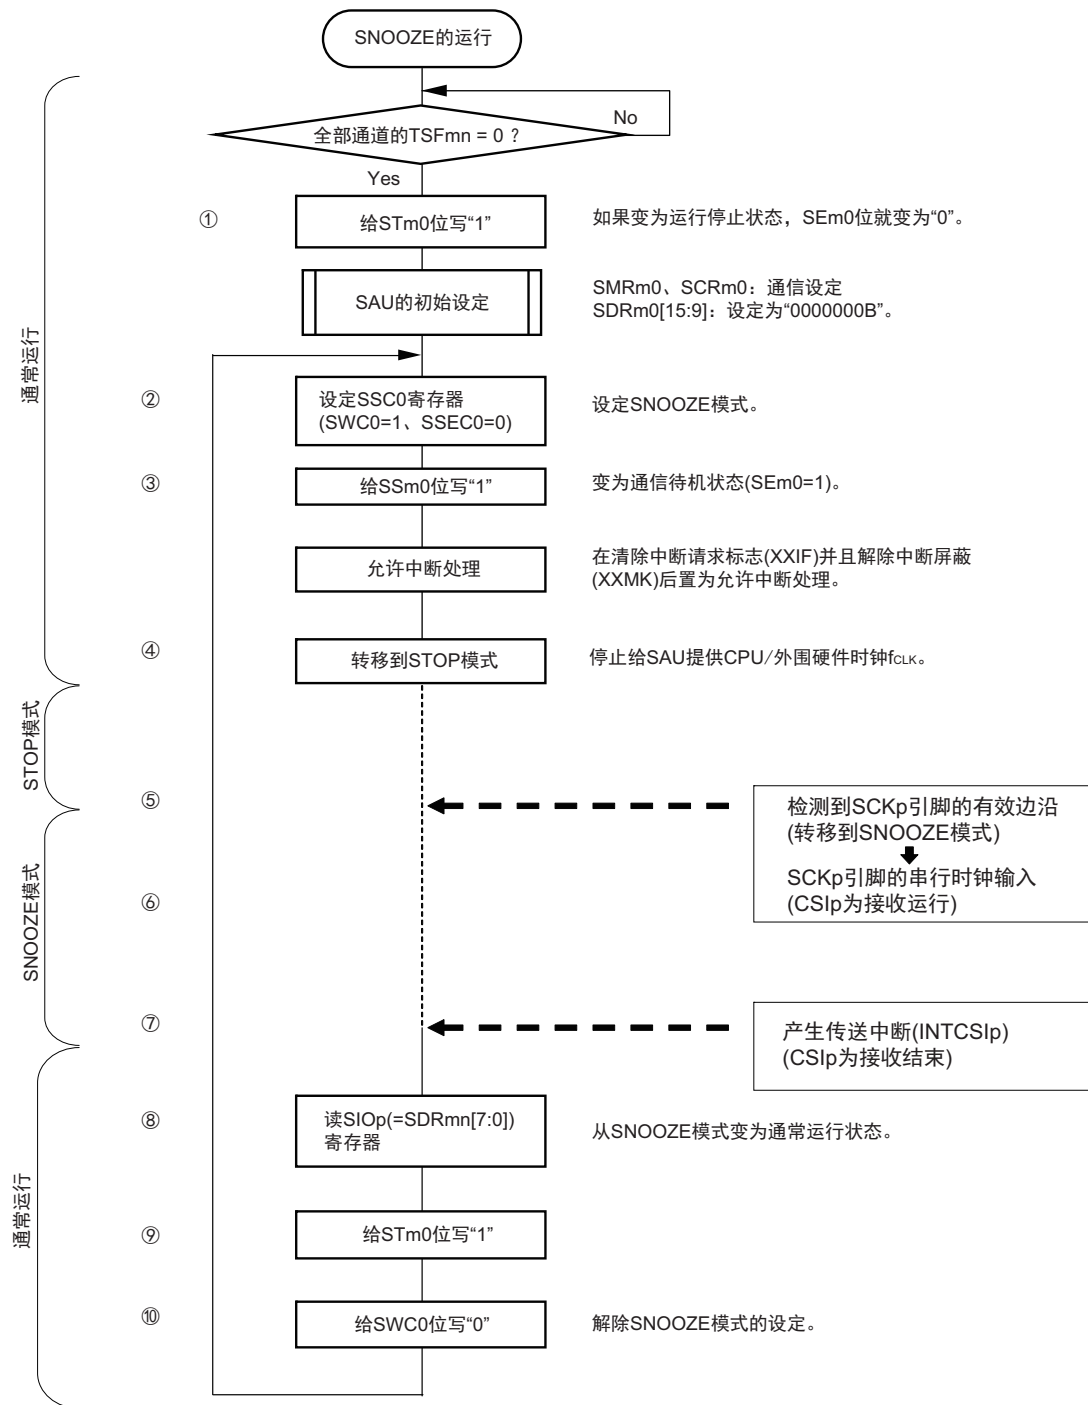 SNOOZE的运行
全部通道的TSFmn = 0 ?
No
Yes
①
给STm0位写“1”
如果变为运行停止状态，SEm0位就变为“0”。
SAU的初始设定
SMRm0、SCRm0：通信设定
SDRm0[15:9]：设定为“0000000B”。
通常运行
②
设定SSC0寄存器
(SWC0=1、SSEC0=0)
设定SNOOZE模式。
③
给SSm0位写“1”
变为通信待机状态(SEm0=1)。
允许中断处理
在清除中断请求标志(XXIF)并且解除中断屏蔽
(XXMK)后置为允许中断处理。
④
转移到STOP模式
停止给SAU提供CPU/外围硬件时钟fCLK。
STOP模式
⑤
检测到SCKp引脚的有效边沿
(转移到SNOOZE模式)
SCKp引脚的串行时钟输入
(CSIp为接收运行)
SNOOZE模式
⑥
⑦
产生传送中断(INTCSIp)
(CSIp为接收结束)
⑧
读SIOp(=SDRmn[7:0])
寄存器
从SNOOZE模式变为通常运行状态。
通常运行
⑨
给STm0位写“1”
⑩
给SWC0位写“0”
解除SNOOZE模式的设定。